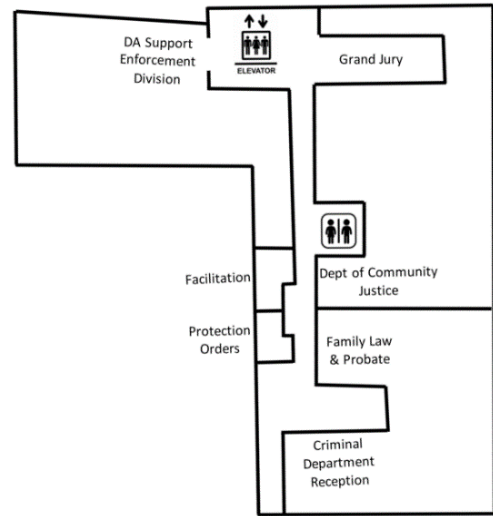 DA Support
Enforcement
Division
ELEVATOR
Grand Jury
Facilitation
Dept of Community
Justice
Protection
Orders
Family Law
& Probate
Criminal
Department
Reception